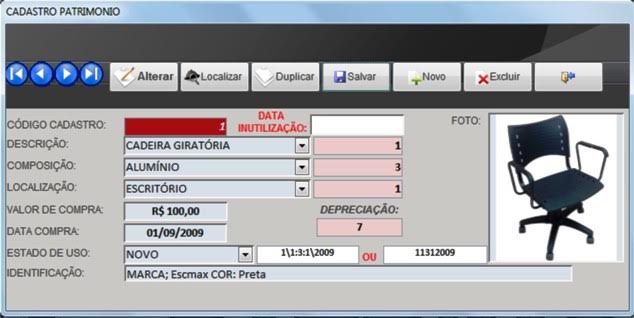 CADASTRO PATRIMONIO
Alterar Localizar Duplicar Salvar Novo Excluir
CÓDIGO CADASTRO: 1 DATA INUTILIZAÇÃO: FOTO:
DESCRIÇÃO: CADEIRA GIRATÓRIA 1
COMPOSIÇÃO: ALUMÍNIO 3
LOCALIZAÇÃO: ESCRITÓRIO 1
VALOR DE COMPRA: R$ 100,00 DEPRECIAÇÃO:
DATA COMPRA: 01/09/2009 7
ESTADO DE USO: NOVO 1\1:3:1\2009 OU 11312009
IDENTIFICAÇÃO: MARCA; Escmax COR: Preta